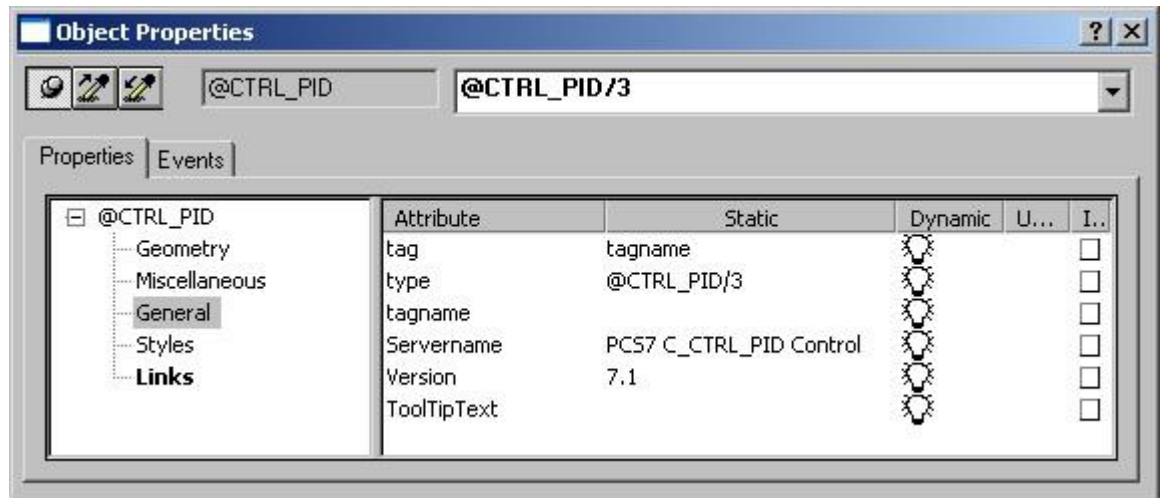 Object Properties
@CTRL_PID @CTRL_PID/3
Properties Events
@CTRL_PID
Geometry
Miscellaneous
General
Styles
Links
Attribute Static Dynamic U... I..
tag tagname
type @CTRL_PID/3
tagname
Servername PCS7 C_CTRL_PID Control
Version 7.1
ToolTipText